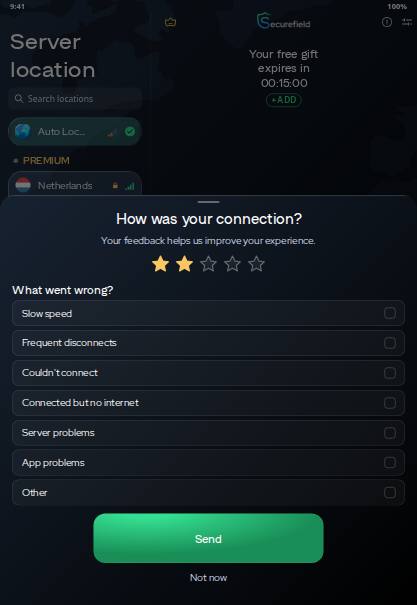 9:41
100%
Server
location
Securefield
Your free gift
expires in
00:15:00
+ADD
Search locations
Auto Loc...
PREMIUM
Netherlands
How was your connection?
Your feedback helps us improve your experience.
What went wrong?
Slow speed
Frequent disconnects
Couldn't connect
Connected but no internet
Server problems
App problems
Other
Send
Not now